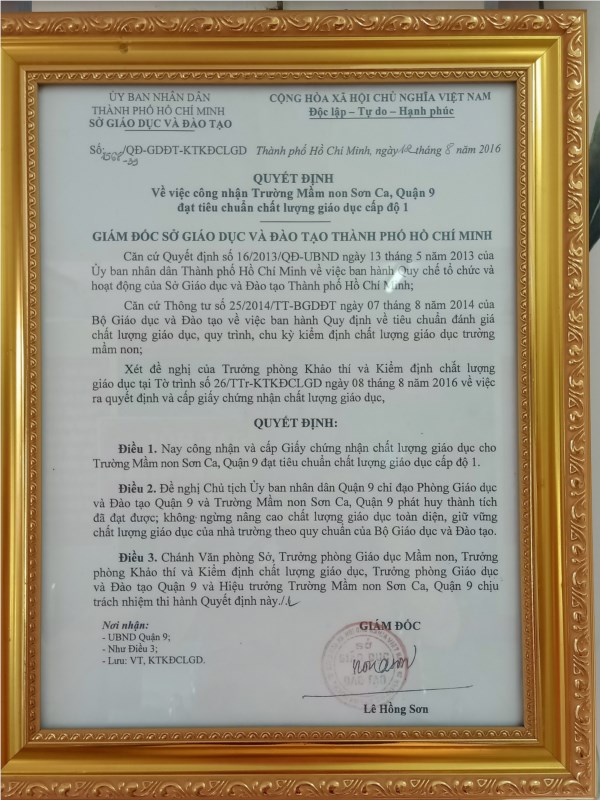 ỦY BAN NHÂN DÂN
THÀNH PHỐ HỒ CHÍ MINH
SỞ GIÁO DỤC VÀ ĐÀO TẠO
CỘNG HÒA XÃ HỘI CHỦ NGHĨA VIỆT NAM
Độc lập – Tự do – Hạnh phúc
Số: /QĐ-GDĐT-KTKĐCLGD
Thành phố Hồ Chí Minh, ngày 12 tháng 8 năm 2016
QUYẾT ĐỊNH
Về việc công nhận Trường Mầm non Sơn Ca, Quận 9
đạt tiêu chuẩn chất lượng giáo dục cấp độ 1
GIÁM ĐỐC SỞ GIÁO DỤC VÀ ĐÀO TẠO THÀNH PHỐ HỒ CHÍ MINH
Căn cứ Quyết định số 16/2013/QĐ-UBND ngày 13 tháng 5 năm 2013 của
Ủy ban nhân dân Thành phố Hồ Chí Minh về việc ban hành Quy chế tổ chức và
hoạt động của Sở Giáo dục và Đào tạo Thành phố Hồ Chí Minh;
Căn cứ Thông tư số 25/2014/TT-BGDĐT ngày 07 tháng 8 năm 2014 của
Bộ Giáo dục và Đào tạo về việc ban hành Quy định về tiêu chuẩn đánh giá
chất lượng giáo dục, quy trình, chu kỳ kiểm định chất lượng giáo dục trường
mầm non;
Xét đề nghị của Trưởng phòng Khảo thí và Kiểm định chất lượng
giáo dục tại Tờ trình số 26/TTr-KTKĐCLGD ngày 08 tháng 8 năm 2016 về việc
ra quyết định và cấp giấy chứng nhận chất lượng giáo dục,
QUYẾT ĐỊNH:
Điều 1. Nay công nhận và cấp Giấy chứng nhận chất lượng giáo dục cho
Trường Mầm non Sơn Ca, Quận 9 đạt tiêu chuẩn chất lượng giáo dục cấp độ 1.
Điều 2. Đề nghị Chủ tịch Ủy ban nhân dân Quận 9 chỉ đạo Phòng Giáo dục
và Đào tạo Quận 9 và Trường Mầm non Sơn Ca, Quận 9 phát huy thành tích
đã đạt được; không ngừng nâng cao chất lượng giáo dục toàn diện, giữ vững
chất lượng giáo dục của nhà trường theo quy chuẩn của Bộ Giáo dục và Đào tạo.
Điều 3. Chánh Văn phòng Sở, Trưởng phòng Giáo dục Mầm non, Trưởng
phòng Khảo thí và Kiểm định chất lượng giáo dục, Trưởng phòng Giáo dục
và Đào tạo Quận 9 và Hiệu trưởng Trường Mầm non Sơn Ca, Quận 9 chịu
trách nhiệm thi hành Quyết định này./.
Nơi nhận:
- UBND Quận 9;
- Như Điều 3;
- Lưu: VT, KTKĐCLGD.
GIÁM ĐỐC
SỞ
GIÁO DỤC
ĐÀO TẠO
Lê Hồng Sơn